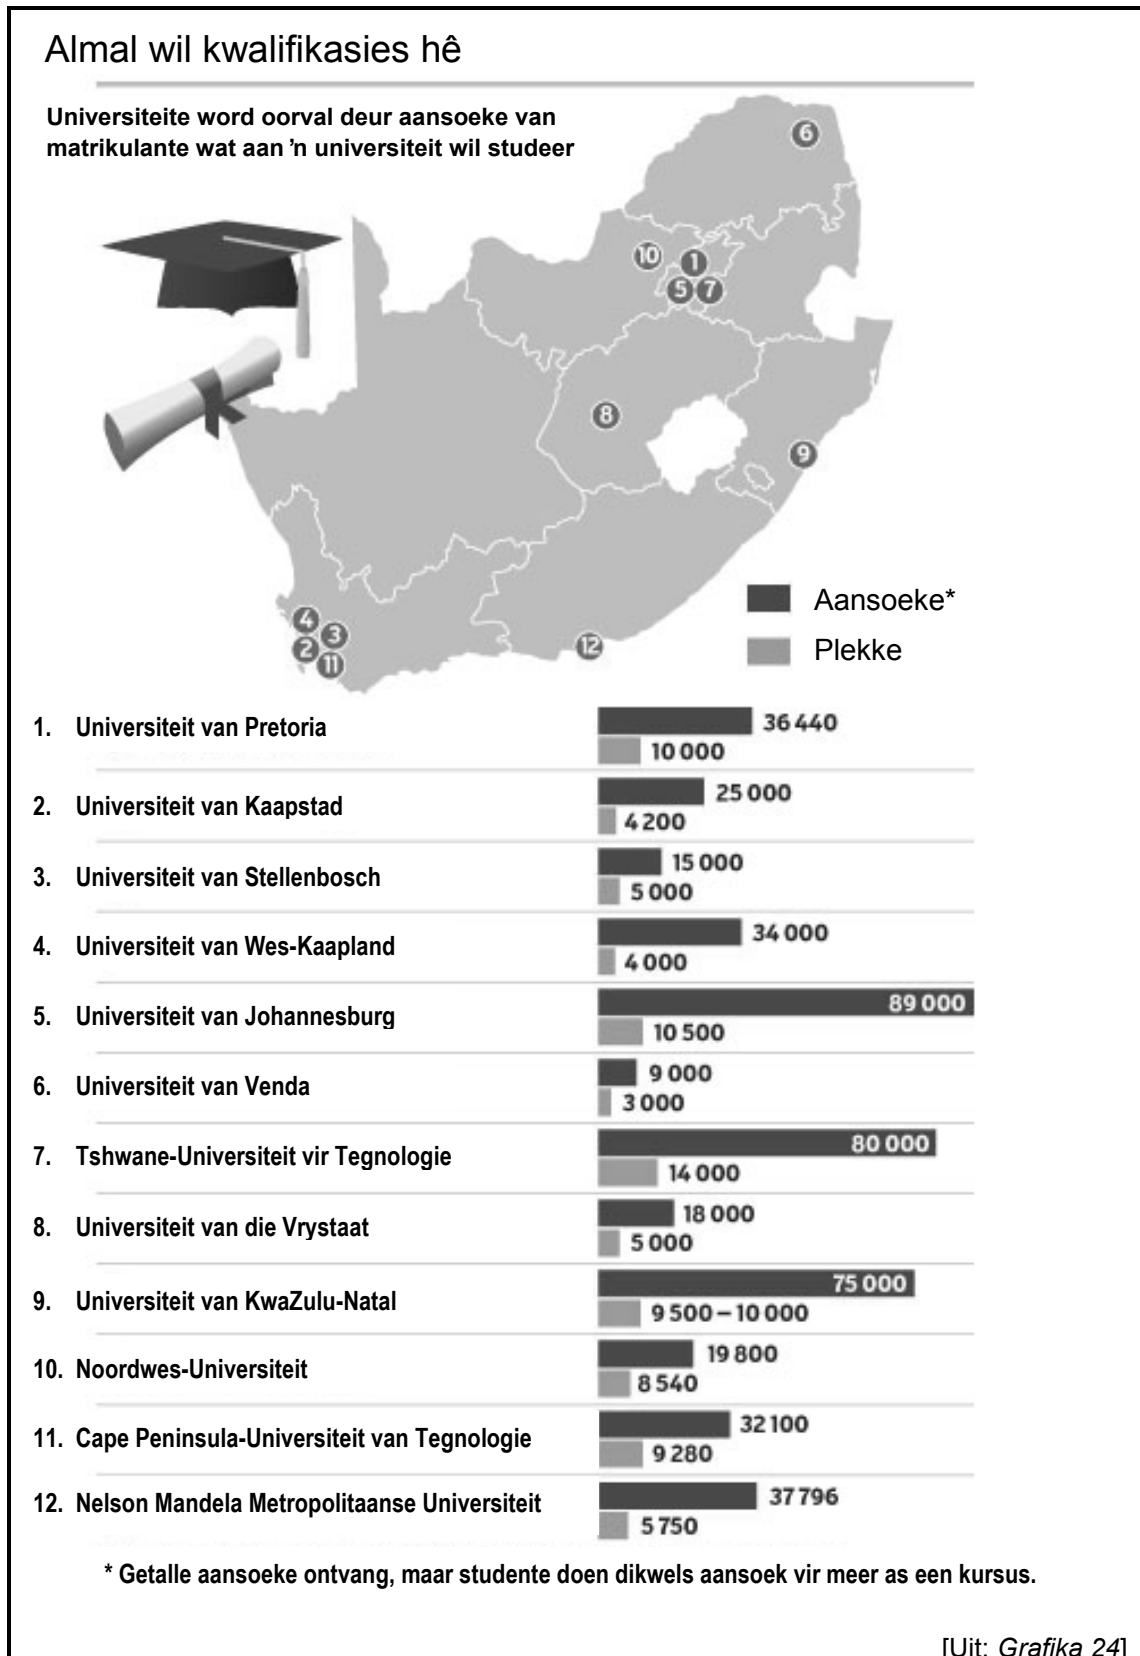 Almal wil kwalifikasies hê
Universiteite word oorval deur aansoeke van
matrikulante wat aan 'n universiteit wil studeer
6
10
1
5 7
8
9
4
3
2
11
12
Aansoeke*
Plekke
1. Universiteit van Pretoria
36 440
10 000
2. Universiteit van Kaapstad
25 000
4 200
3. Universiteit van Stellenbosch
15 000
5 000
4. Universiteit van Wes-Kaapland
34 000
4 000
5. Universiteit van Johannesburg
89 000
10 500
6. Universiteit van Venda
9 000
3 000
7. Tshwane-Universiteit vir Tegnologie
80 000
14 000
8. Universiteit van die Vrystaat
18 000
5 000
9. Universiteit van KwaZulu-Natal
75 000
9 500 – 10 000
10. Noordwes-Universiteit
19 800
8 540
11. Cape Peninsula-Universiteit van Tegnologie
32 100
9 280
12. Nelson Mandela Metropolitaanse Universiteit
37 796
5 750
* Getalle aansoeke ontvang, maar studente doen dikwels aansoek vir meer as een kursus.
[Uit: Grafika 24]